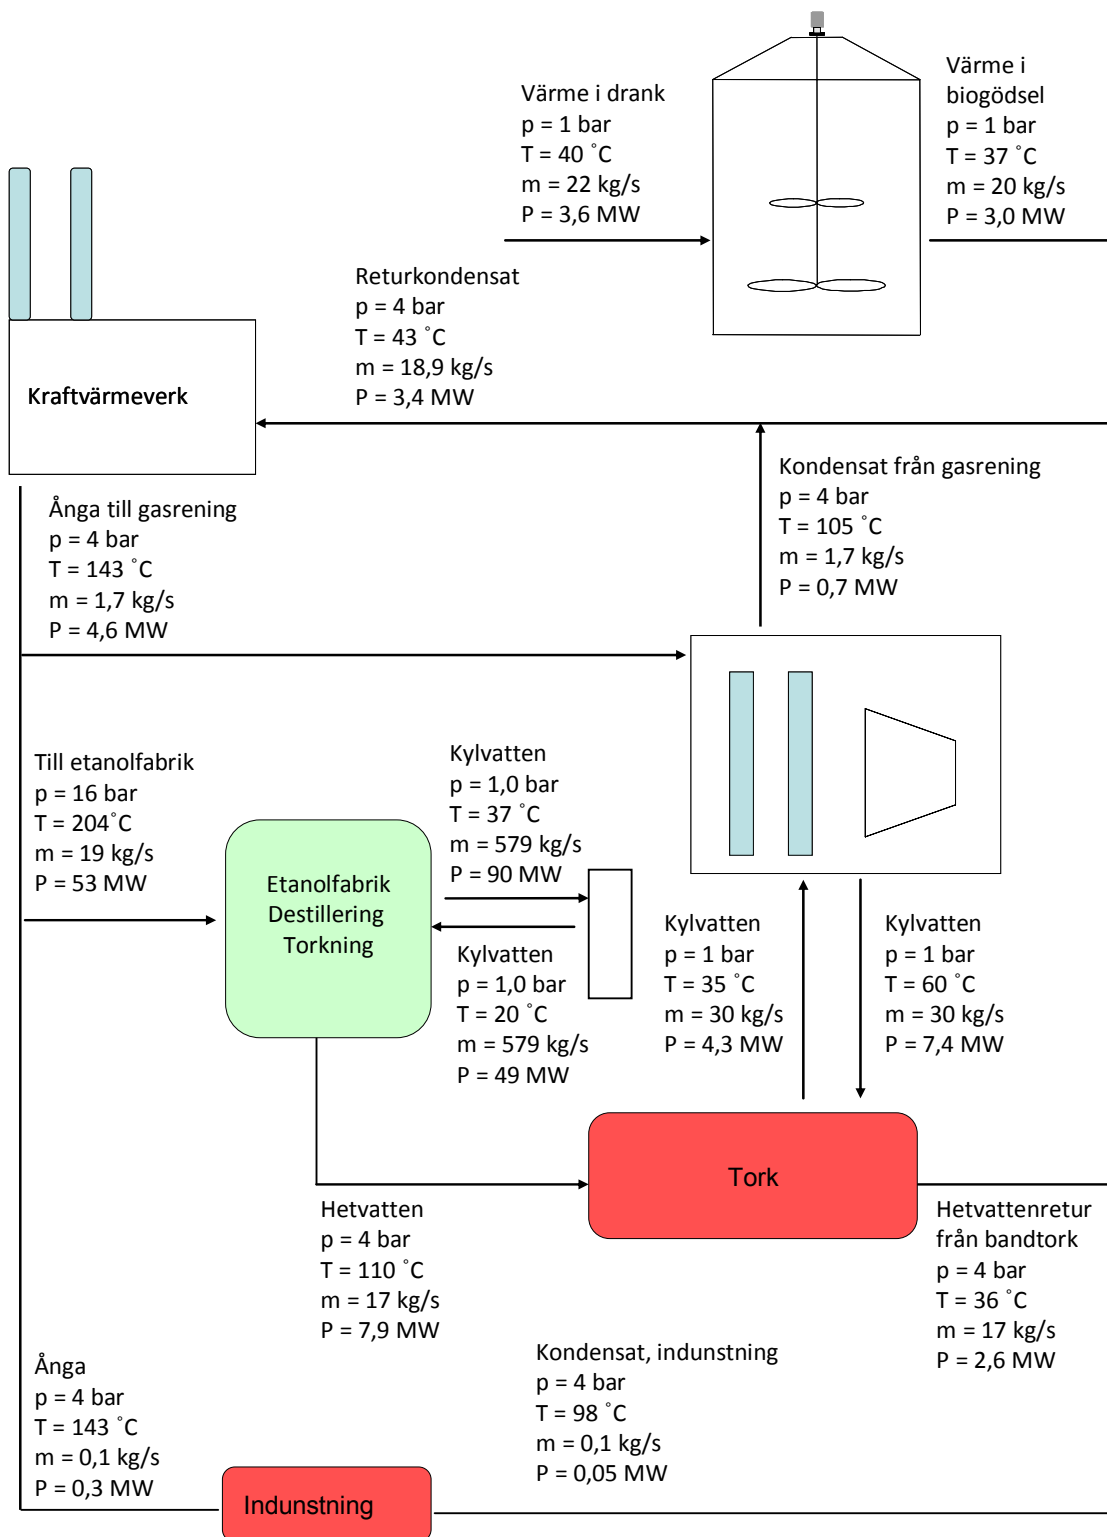 Värme i drank
p = 1 bar
T = 40 ˚C
m = 22 kg/s
P = 3,6 MW
Värme i
biogödsel
p = 1 bar
T = 37 ˚C
m = 20 kg/s
P = 3,0 MW
Returkondensat
p = 4 bar
T = 43 ˚C
m = 18,9 kg/s
P = 3,4 MW
Kraftvärmeverk
Ånga till gasrening
p = 4 bar
T = 143 ˚C
m = 1,7 kg/s
P = 4,6 MW
Kondensat från gasrening
p = 4 bar
T = 105 ˚C
m = 1,7 kg/s
P = 0,7 MW
Till etanolfabrik
p = 16 bar
T = 204˚C
m = 19 kg/s
P = 53 MW
Etanolfabrik
Destillering
Torkning
Kylvatten
p = 1,0 bar
T = 37 ˚C
m = 579 kg/s
P = 90 MW
Kylvatten
p = 1,0 bar
T = 20 ˚C
m = 579 kg/s
P = 49 MW
Kylvatten
p = 1 bar
T = 35 ˚C
m = 30 kg/s
P = 4,3 MW
Kylvatten
p = 1 bar
T = 60 ˚C
m = 30 kg/s
P = 7,4 MW
Tork
Hetvatten
p = 4 bar
T = 110 ˚C
m = 17 kg/s
P = 7,9 MW
Hetvattenretur
från bandtork
p = 4 bar
T = 36 ˚C
m = 17 kg/s
P = 2,6 MW
Ånga
p = 4 bar
T = 143 ˚C
m = 0,1 kg/s
P = 0,3 MW
Kondensat, indunstning
p = 4 bar
T = 98 ˚C
m = 0,1 kg/s
P = 0,05 MW
Indunstning